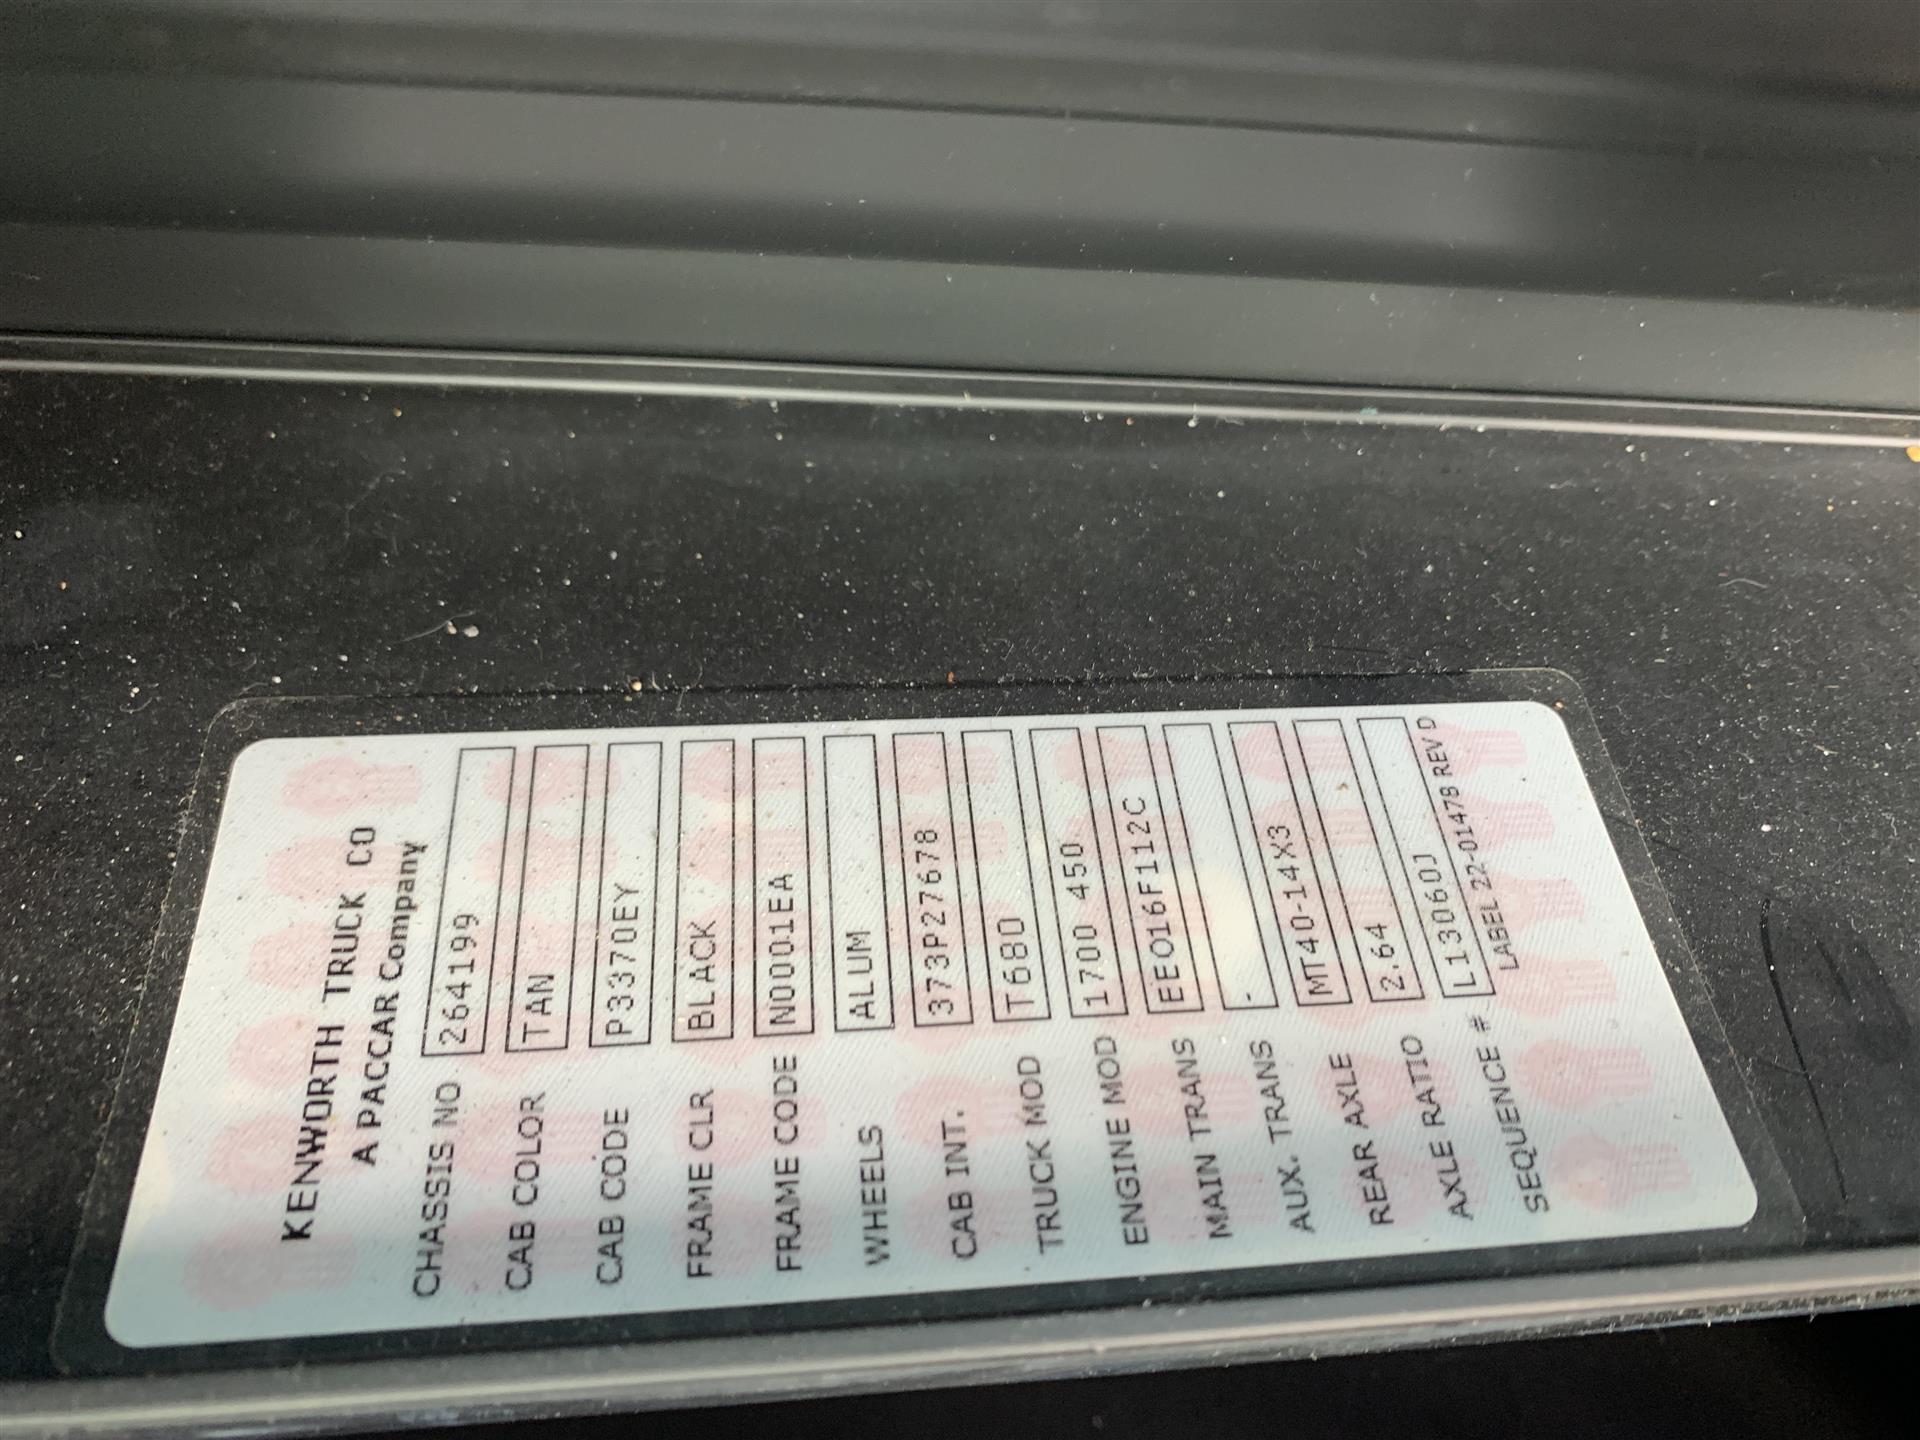 KENWORTH TRUCK CO
A PACCAR Company
CHASSIS NO 264199
CAB COLOR TAN
CAB CODE P3370EY
FRAME CLR BLACK
FRAME CODE N0001EA
WHEELS ALUM
CAB INT. 373P27678
TRUCK MOD T680
ENGINE MOD 1700 450
MAIN TRANS EEO16F112C
AUX. TRANS -
REAR AXLE MT40-14X3
AXLE RATIO 2.64
SEQUENCE # L13060J
LABEL 22-01478 REV D